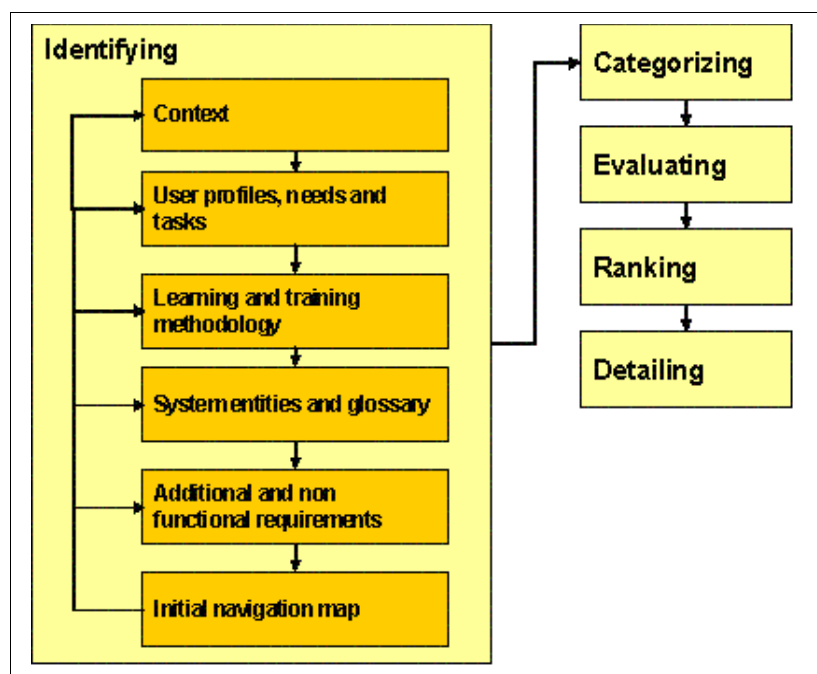 Identifying
Context
User profiles, needs and
tasks
Learning and training
methodology
System entities and glossary
Additional and non
functional requirements
Initial navigation map
Categorizing
Evaluating
Ranking
Detailing